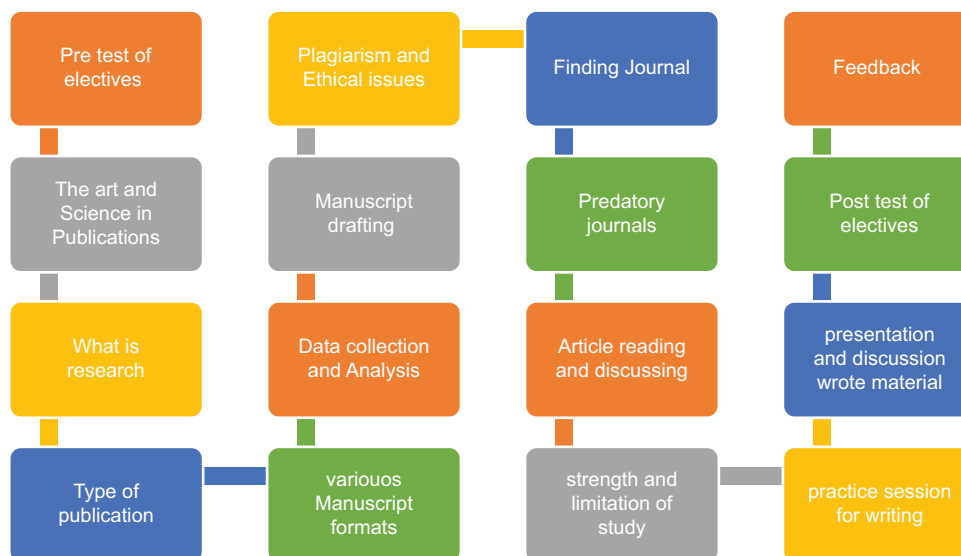 Pre test of
electives
The art and
Science in
Publications
What is
research
Type of
publication
variouos
Manuscript
formats
Data collection
and Analysis
Manuscript
drafting
Plagiarism and
Ethical issues
Finding Journal
Predatory
journals
Article reading
and discussing
strength and
limitation of
study
practice session
for writing
presentation
and discussion
wrote material
Post test of
electives
Feedback